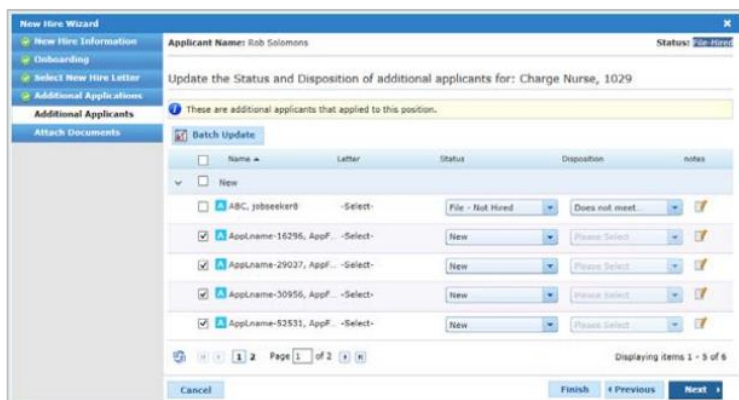 New Hire Wizard
New Hire Information
Onboarding
Select New Hire Letter
Additional Applications
Additional Applicants
Attach Documents
Applicant Name: Rob Solomons
Status: File-Hired
Update the Status and Disposition of additional applicants for: Charge Nurse, 1029
These are additional applicants that applied to this position.
Batch Update
Name Letter Status Disposition notes
New
A ABC, jobseeker8 -Select- File - Not Hired Does not meet...
A AppLname-16296, AppF... -Select- New Please Select
A AppLname-29037, AppF... -Select- New Please Select
A AppLname-30956, AppF... -Select- New Please Select
A AppLname-52531, AppF... -Select- New Please Select
1 2 Page 1 of 2 Displaying items 1 - 5 of 6
Cancel Finish Previous Next